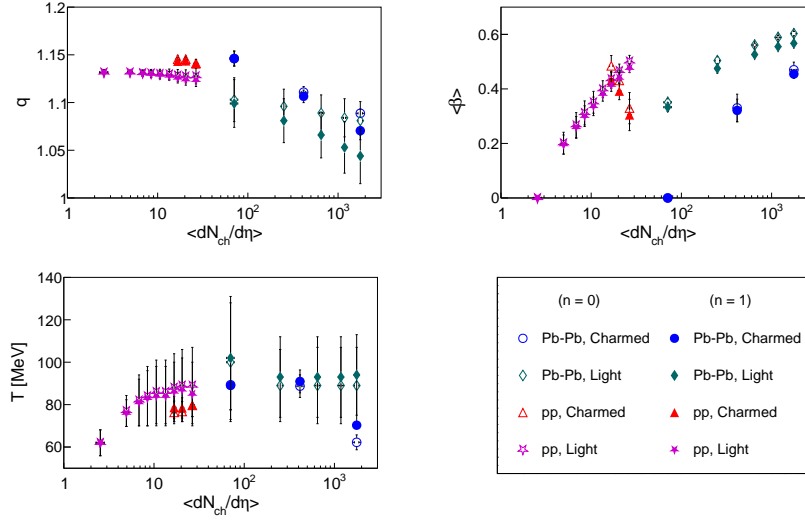 1.2
1.15
1.1
1.05
1
q
1 10 10² 10³
<dN_ch/dη>
0.6
0.4
0.2
0
<β>
1 10 10² 10³
<dN_ch/dη>
140
120
100
80
60
T [MeV]
1 10 10² 10³
<dN_ch/dη>
(n = 0) (n = 1)
Pb-Pb, Charmed Pb-Pb, Charmed
Pb-Pb, Light Pb-Pb, Light
pp, Charmed pp, Charmed
pp, Light pp, Light